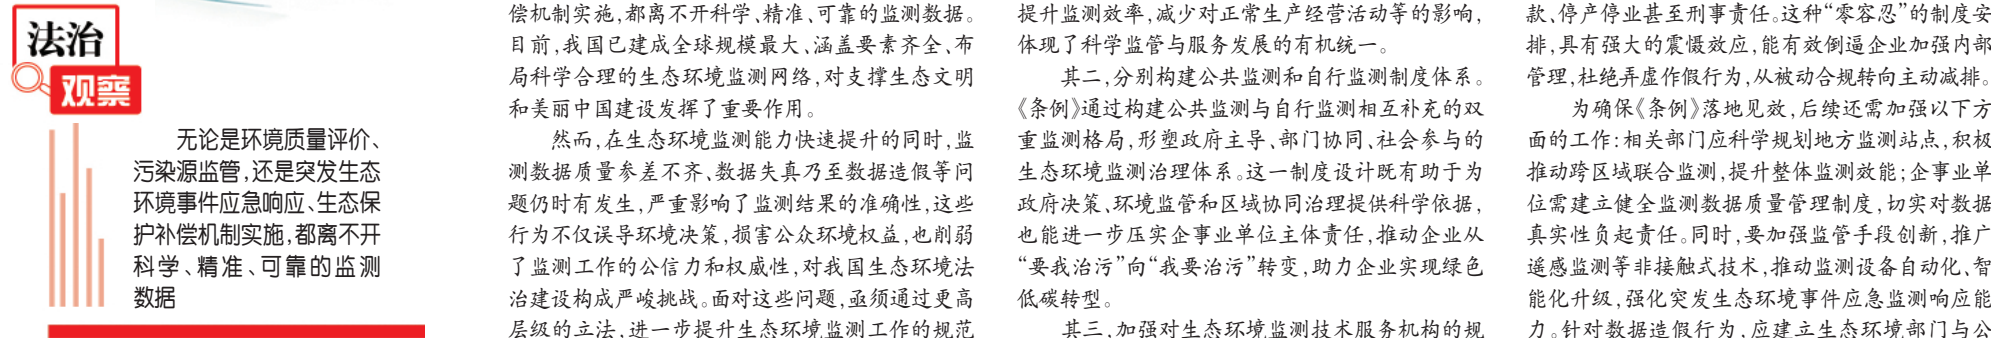 法治
观察
无论是环境质量评价、
污染源监管,还是突发生态
环境事件应急响应、生态保
护补偿机制实施,都离不开
科学、精准、可靠的监测
数据
偿机制实施,都离不开科学、精准、可靠的监测数据。
目前,我国已建成全球规模最大、涵盖要素齐全、布
局科学合理的生态环境监测网络,对支撑生态文明
和美丽中国建设发挥了重要作用。
然而,在生态环境监测能力快速提升的同时,监
测数据质量参差不齐、数据失真乃至数据造假等问
题仍时有发生,严重影响了监测结果的准确性,这些
行为不仅误导环境决策,损害公众环境权益,也削弱
了监测工作的公信力和权威性,对我国生态环境法
治建设构成严峻挑战。面对这些问题,亟须通过更高
层级的立法,进一步提升生态环境监测工作的规范
提升监测效率,减少对正常生产经营活动等的影响,
体现了科学监管与服务发展的有机统一。
其二,分别构建公共监测和自行监测制度体系。
《条例》通过构建公共监测与自行监测相互补充的双
重监测格局,形塑政府主导、部门协同、社会参与的
生态环境监测治理体系。这一制度设计既有助于为
政府决策、环境监管和区域协同治理提供科学依据,
也能进一步压实企事业单位主体责任,推动企业从
“要我治污”向“我要治污”转变,助力企业实现绿色
低碳转型。
其三,加强对生态环境监测技术服务机构的规
款、停产停业甚至刑事责任。这种“零容忍”的制度安
排,具有强大的震慑效应,能有效倒逼企业加强内部
管理,杜绝弄虚作假行为,从被动合规转向主动减排。
为确保《条例》落地见效,后续还需加强以下方
面的工作:相关部门应科学规划地方监测站点,积极
推动跨区域联合监测,提升整体监测效能;企事业单
位需建立健全监测数据质量管理制度,切实对数据
真实性负起责任。同时,要加强监管手段创新,推广
遥感监测等非接触式技术,推动监测设备自动化、智
能化升级,强化突发生态环境事件应急监测响应能
力。针对数据造假行为,应建立生态环境部门与公